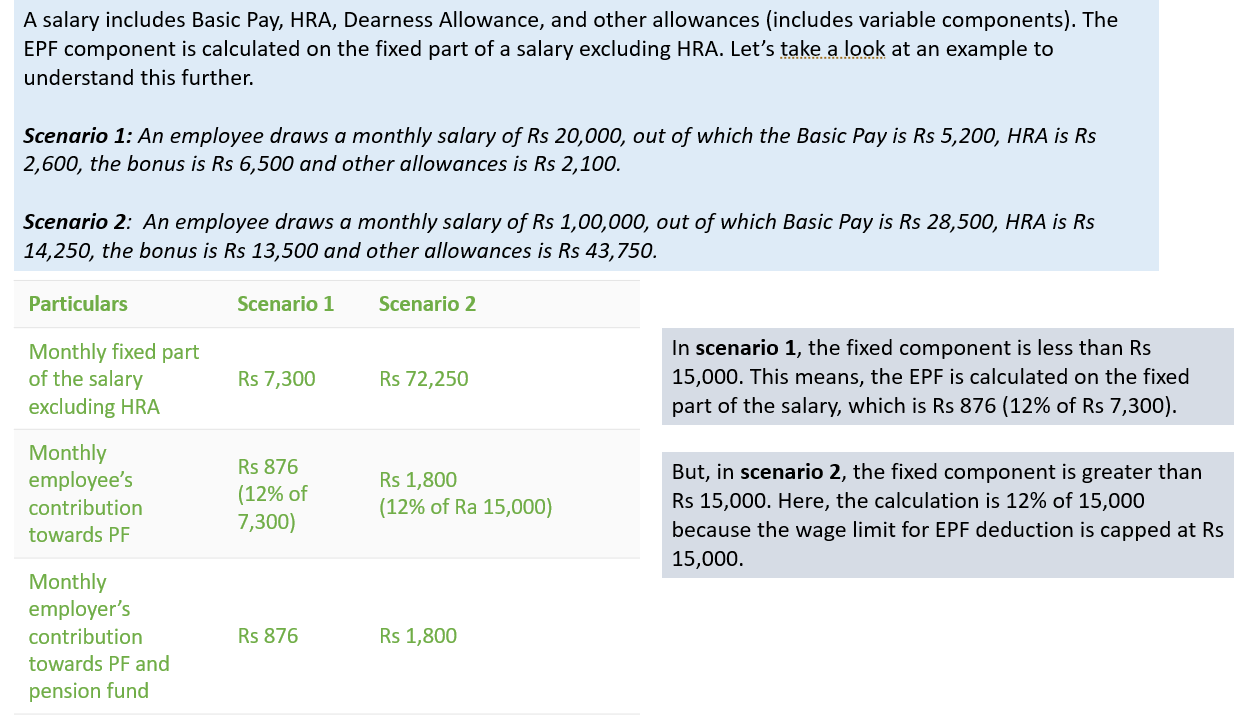 A salary includes Basic Pay, HRA, Dearness Allowance, and other allowances (includes variable components). The
EPF component is calculated on the fixed part of a salary excluding HRA. Let’s take a look at an example to
understand this further.
Scenario 1: An employee draws a monthly salary of Rs 20,000, out of which the Basic Pay is Rs 5,200, HRA is Rs
2,600, the bonus is Rs 6,500 and other allowances is Rs 2,100.
Scenario 2:  An employee draws a monthly salary of Rs 1,00,000, out of which Basic Pay is Rs 28,500, HRA is Rs
14,250, the bonus is Rs 13,500 and other allowances is Rs 43,750.
Particulars Scenario 1 Scenario 2
Monthly fixed part
of the salary
excluding HRA
Rs 7,300 Rs 72,250
Monthly
employee’s
contribution
towards PF
Rs 876
(12% of
7,300)
Rs 1,800
(12% of Ra 15,000)
Monthly
employer’s
contribution
towards PF and
pension fund
Rs 876 Rs 1,800
In scenario 1, the fixed component is less than Rs
15,000. This means, the EPF is calculated on the fixed
part of the salary, which is Rs 876 (12% of Rs 7,300).
But, in scenario 2, the fixed component is greater than
Rs 15,000. Here, the calculation is 12% of 15,000
because the wage limit for EPF deduction is capped at Rs
15,000.